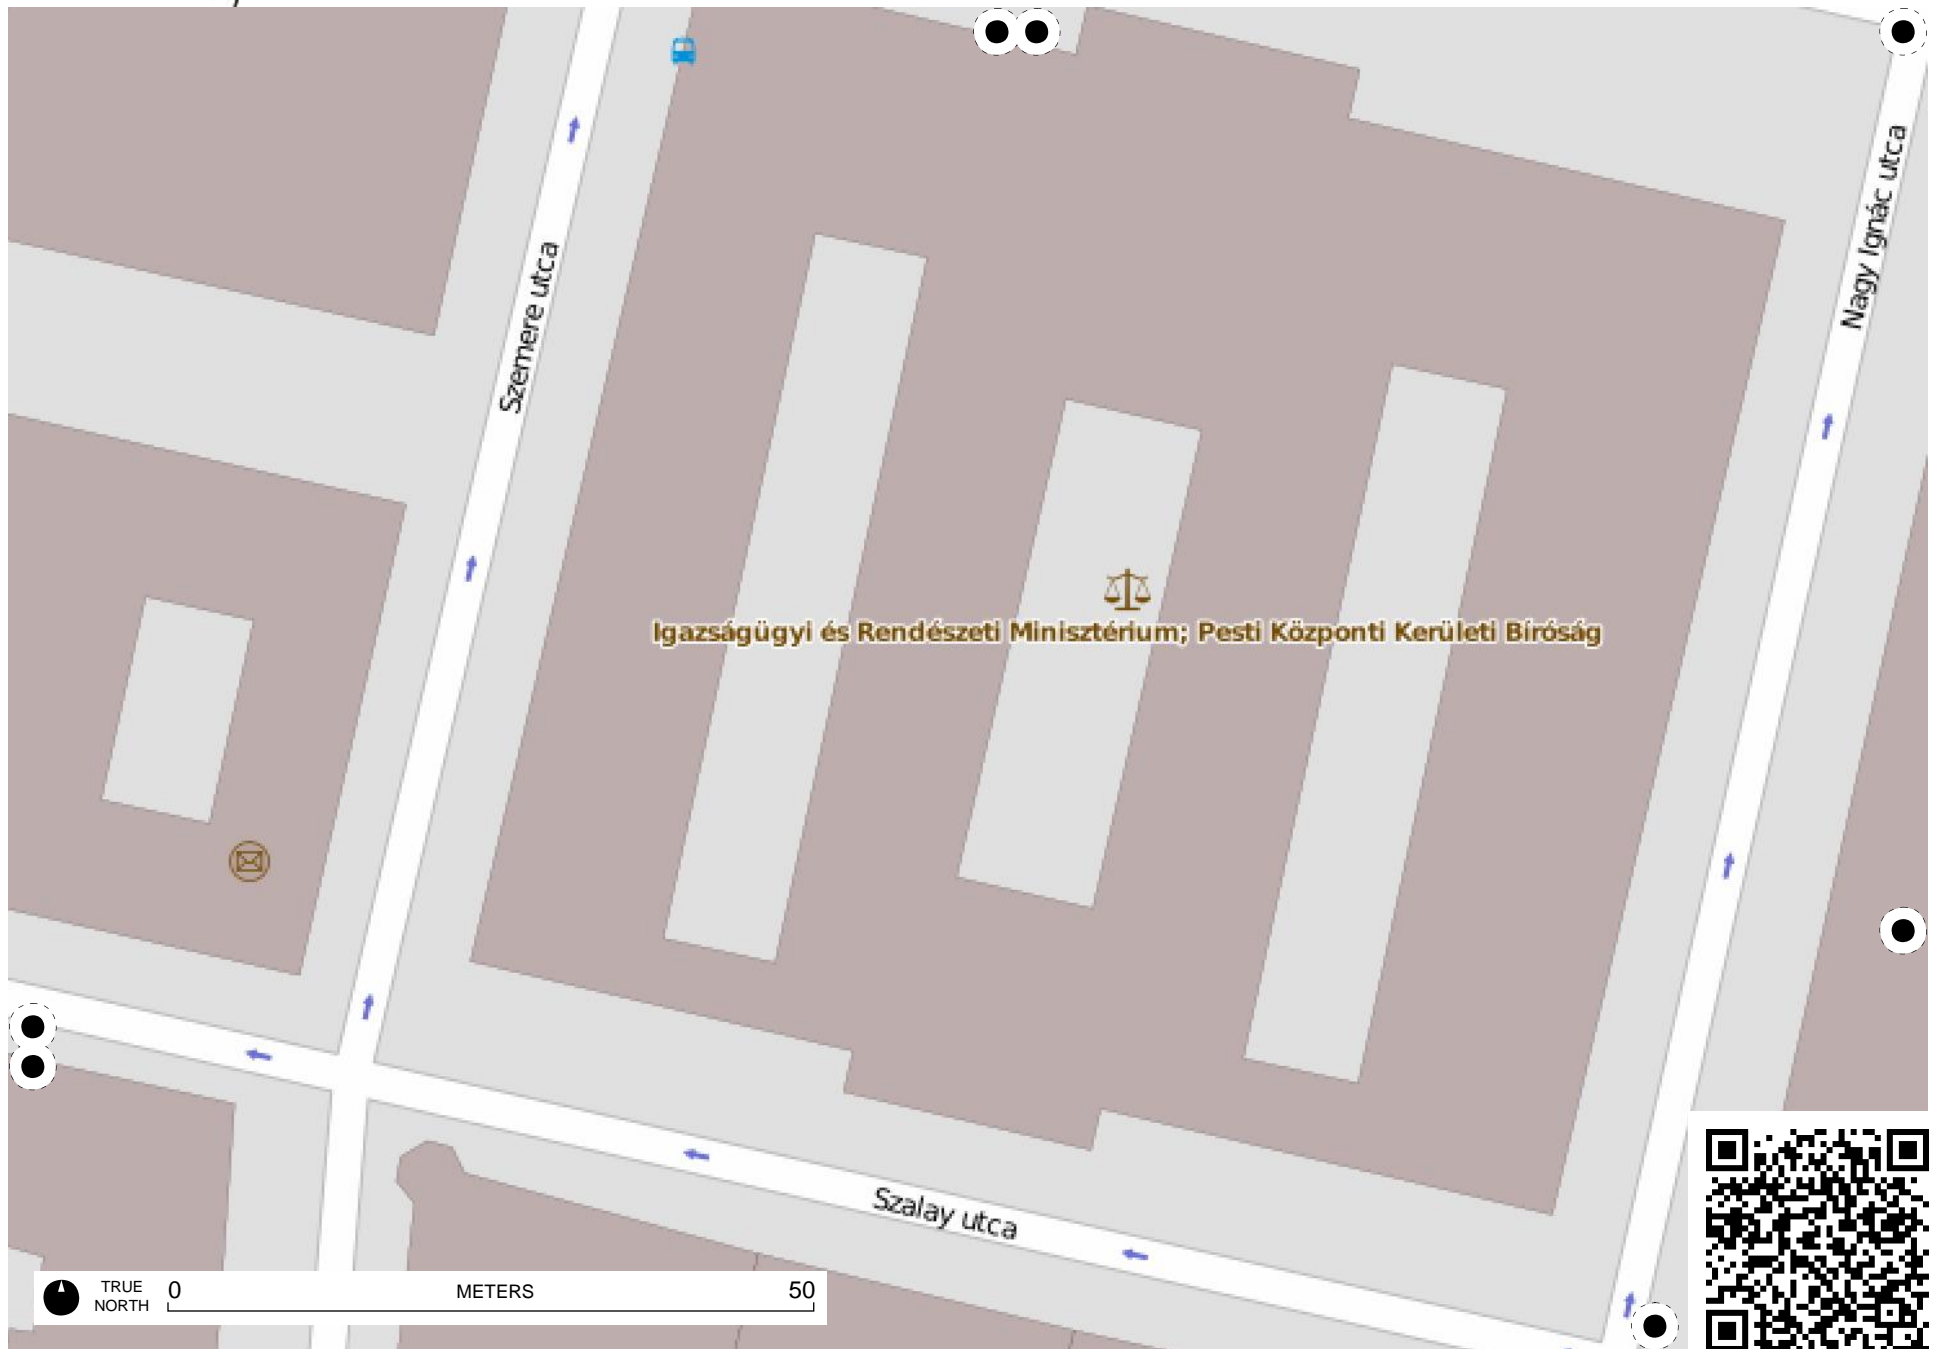 Nagy Ignác utca
Szemere utca
Igazságügyi és Rendészeti Minisztérium; Pesti Központi Kerületi Bíróság
Szalay utca
TRUE
NORTH
0
METERS
50